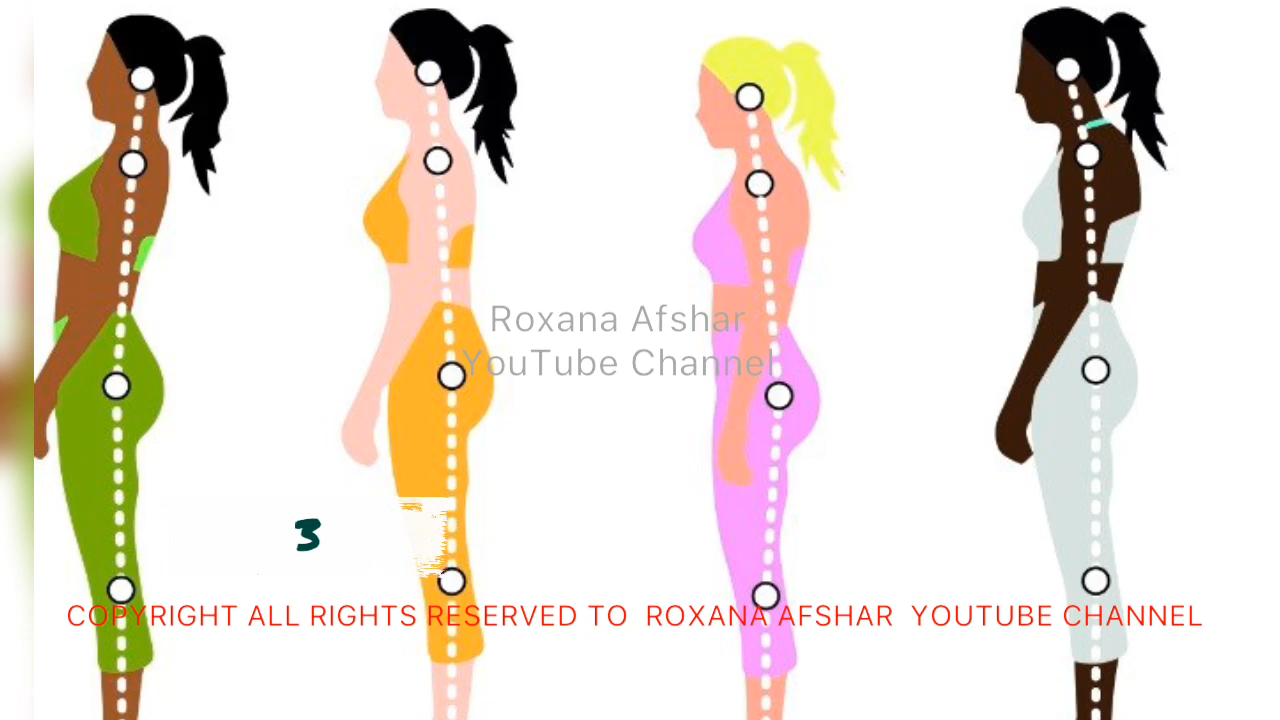 Roxana Afshar
YouTube Channel
3
COPYRIGHT ALL RIGHTS RESERVED TO ROXANA AFSHAR YOUTUBE CHANNEL